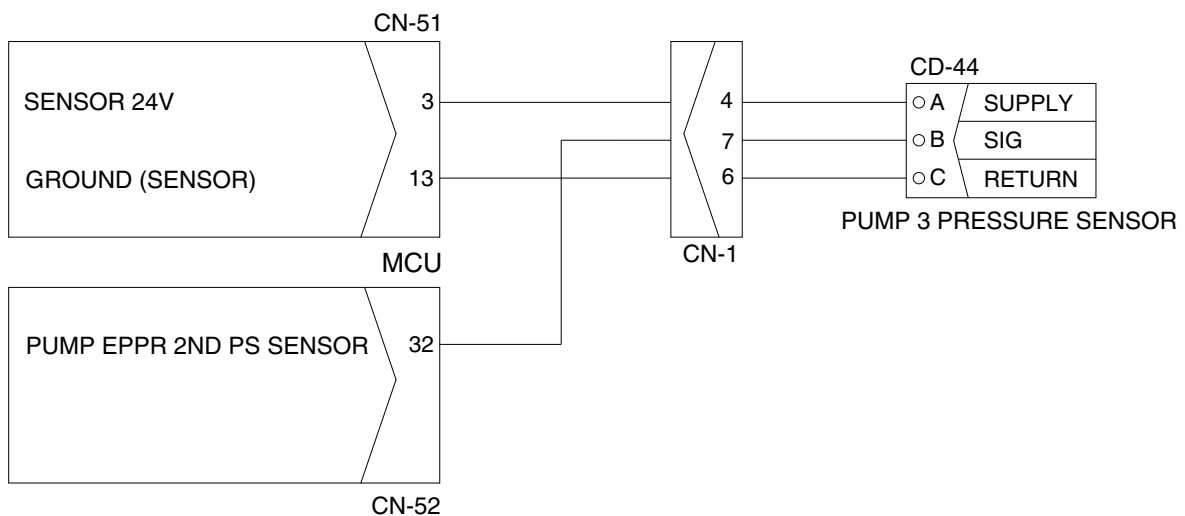 CN-51
SENSOR 24V 3
GROUND (SENSOR) 13
MCU
PUMP EPPR 2ND PS SENSOR 32
CN-52
4
7
6
CN-1
CD-44
A SUPPLY
B SIG
C RETURN
PUMP 3 PRESSURE SENSOR